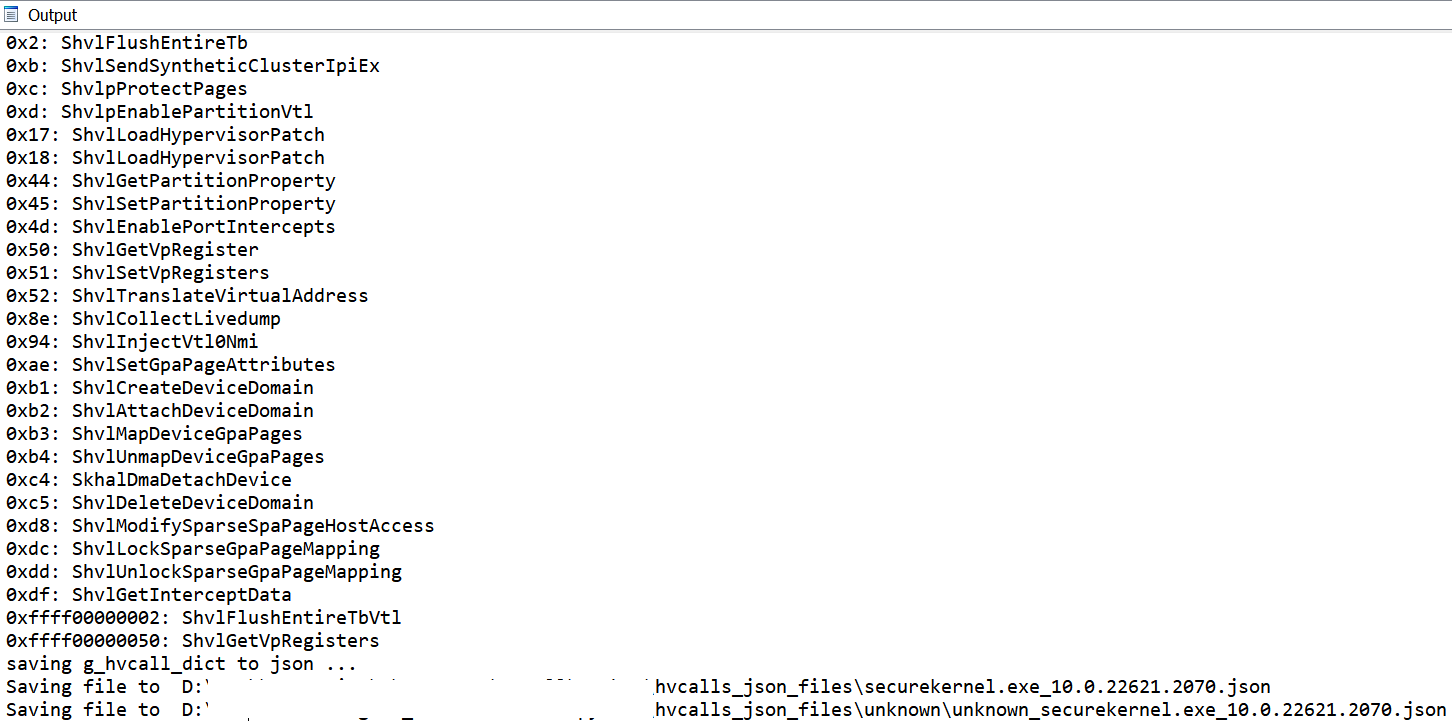 Output
0x2: ShvlFlushEntireTb
0xb: ShvlSendSyntheticClusterIpiEx
0xc: ShvlpProtectPages
0xd: ShvlpEnablePartitionVtl
0x17: ShvlLoadHypervisorPatch
0x18: ShvlLoadHypervisorPatch
0x44: ShvlGetPartitionProperty
0x45: ShvlSetPartitionProperty
0x4d: ShvlEnablePortIntercepts
0x50: ShvlGetVpRegister
0x51: ShvlSetVpRegisters
0x52: ShvlTranslateVirtualAddress
0x8e: ShvlCollectLivedump
0x94: ShvlInjectVtl0Nmi
0xae: ShvlSetGpaPageAttributes
0xb1: ShvlCreateDeviceDomain
0xb2: ShvlAttachDeviceDomain
0xb3: ShvlMapDeviceGpaPages
0xb4: ShvlUnmapDeviceGpaPages
0xc4: SkhalDmaDetachDevice
0xc5: ShvlDeleteDeviceDomain
0xd8: ShvlModifySparseSpaPageHostAccess
0xdc: ShvlLockSparseGpaPageMapping
0xdd: ShvlUnlockSparseGpaPageMapping
0xdf: ShvlGetInterceptData
0xffff00000002: ShvlFlushEntireTbVtl
0xffff00000050: ShvlGetVpRegisters
saving g_hvcall_dict to json ...
Saving file to  D:\ hvcalls_json_files\securekernel.exe_10.0.22621.2070.json
Saving file to  D:\ hvcalls_json_files\unknown\unknown_securekernel.exe_10.0.22621.2070.json